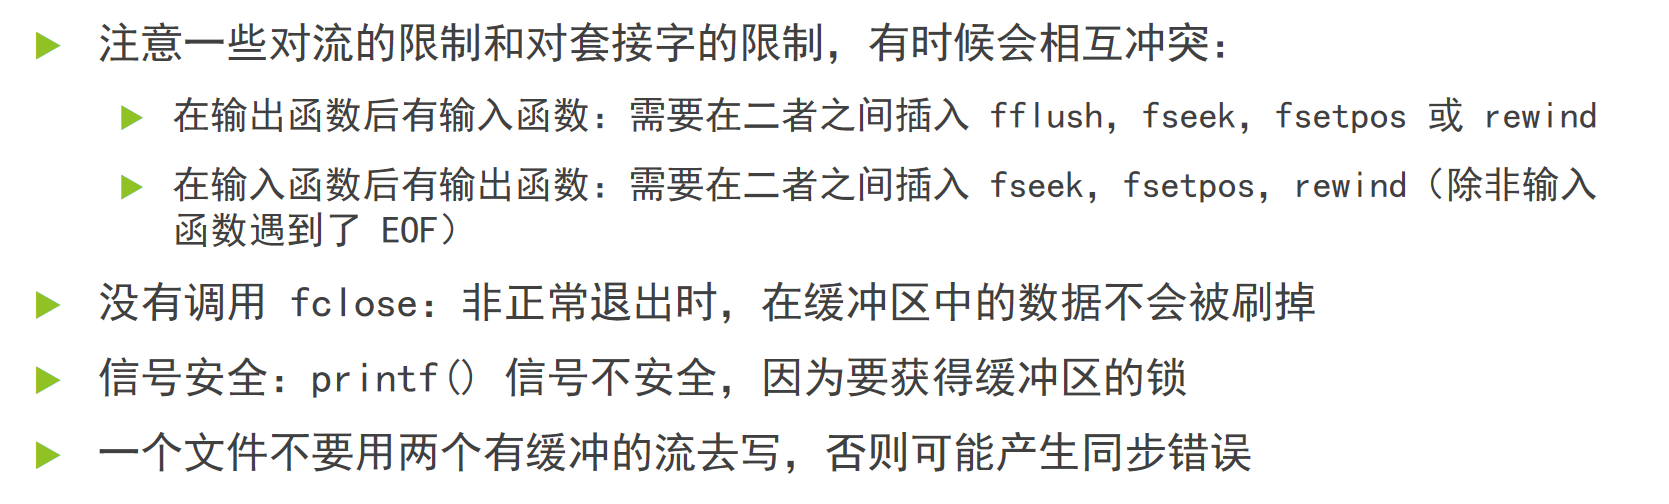 注意一些对流的限制和对套接字的限制，有时候会相互冲突：
在输出函数后有输入函数：需要在二者之间插入 fflush，fseek，fsetpos 或 rewind
在输入函数后有输出函数：需要在二者之间插入 fseek，fsetpos，rewind（除非输入
函数遇到了 EOF）
没有调用 fclose：非正常退出时，在缓冲区中的数据不会被刷掉
信号安全：printf() 信号不安全，因为要获得缓冲区的锁
一个文件不要用两个有缓冲的流去写，否则可能产生同步错误